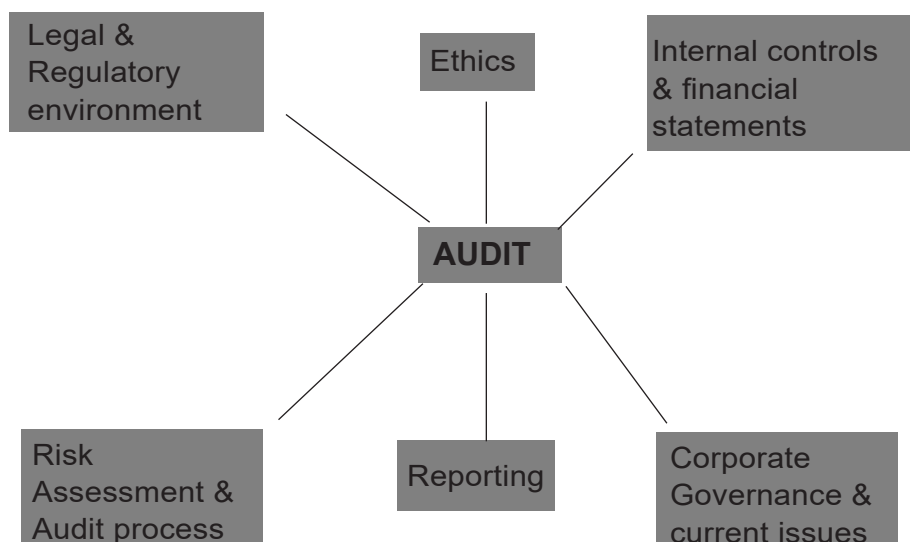 Legal &
Regulatory
environment
Ethics
Internal controls
& financial
statements
AUDIT
Risk
Assessment &
Audit process
Reporting
Corporate
Governance &
current issues